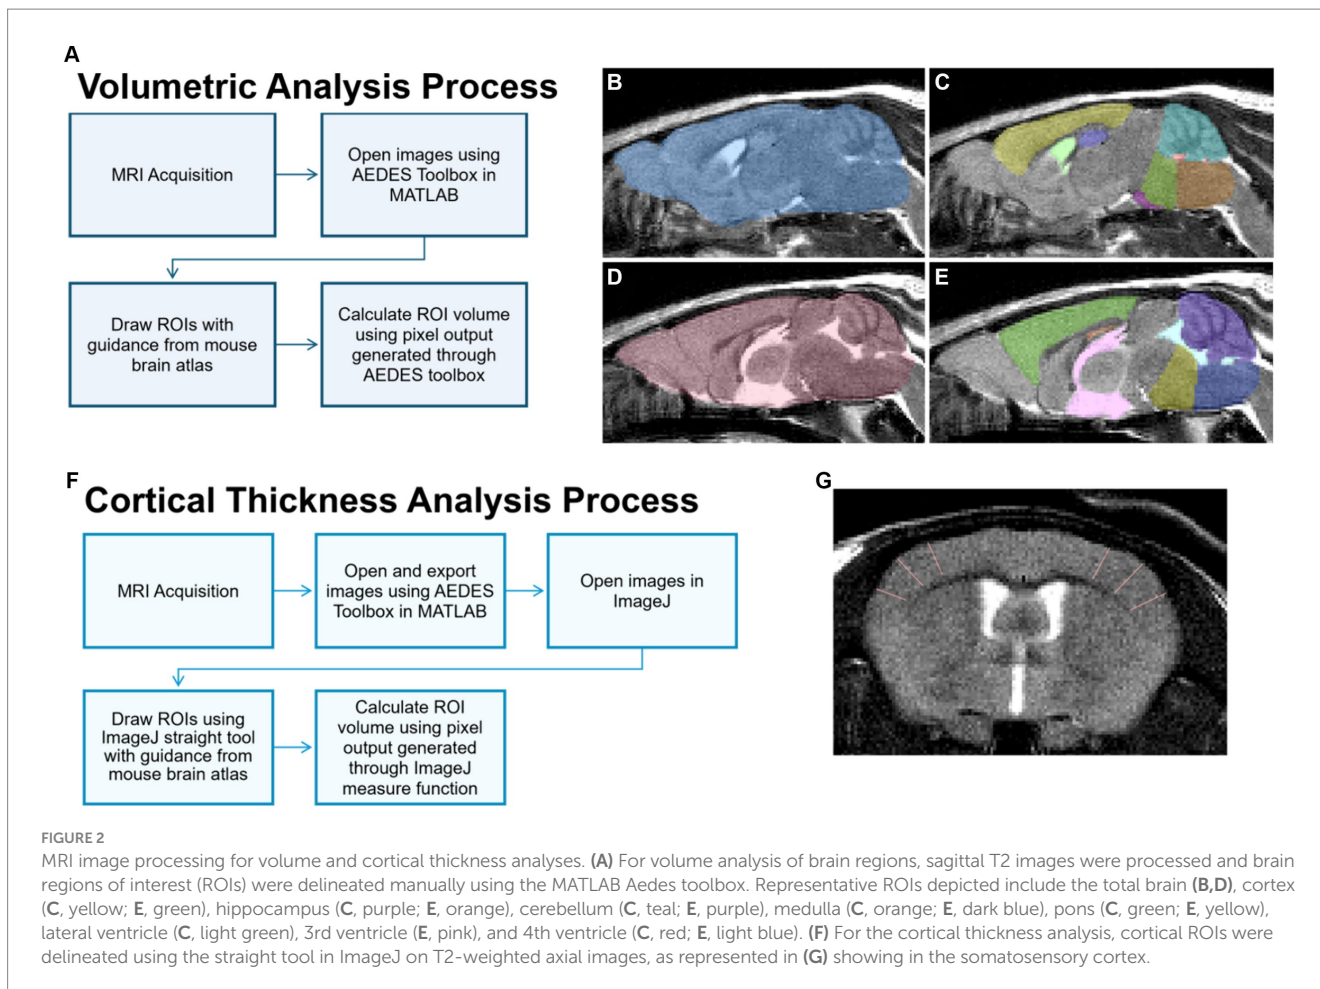 A
Volumetric Analysis Process
MRI Acquisition
Open images using
AEDES Toolbox in
MATLAB
Draw ROIs with
guidance from mouse
brain atlas
Calculate ROI volume
using pixel output
generated through
AEDES toolbox
B
C
D
E
F
Cortical Thickness Analysis Process
MRI Acquisition
Open and export
images using AEDES
Toolbox in MATLAB
Open images in
ImageJ
Draw ROIs using
ImageJ straight tool
with guidance from
mouse brain atlas
Calculate ROI
volume using pixel
output generated
through ImageJ
measure function
G
FIGURE 2
MRI image processing for volume and cortical thickness analyses. (A) For volume analysis of brain regions, sagittal T2 images were processed and brain
regions of interest (ROIs) were delineated manually using the MATLAB Aedes toolbox. Representative ROIs depicted include the total brain (B,D), cortex
(C, yellow; E, green), hippocampus (C, purple; E, orange), cerebellum (C, teal; E, purple), medulla (C, orange; E, dark blue), pons (C, green; E, yellow),
lateral ventricle (C, light green), 3rd ventricle (E, pink), and 4th ventricle (C, red; E, light blue). (F) For the cortical thickness analysis, cortical ROIs were
delineated using the straight tool in ImageJ on T2-weighted axial images, as represented in (G) showing in the somatosensory cortex.